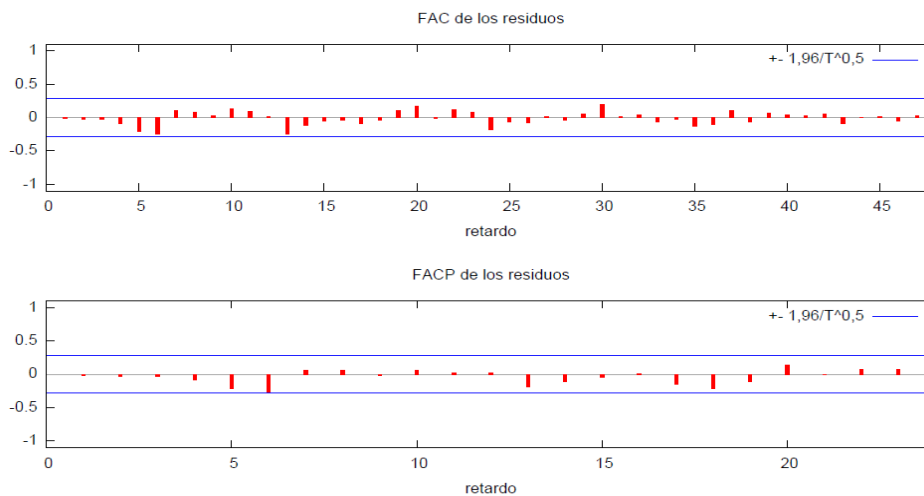 FAC de los residuos
+- 1,96/T^0,5
1
0.5
0
-0.5
-1
0 5 10 15 20 25 30 35 40 45
retardo
FACP de los residuos
+- 1,96/T^0,5
1
0.5
0
-0.5
-1
0 5 10 15 20
retardo